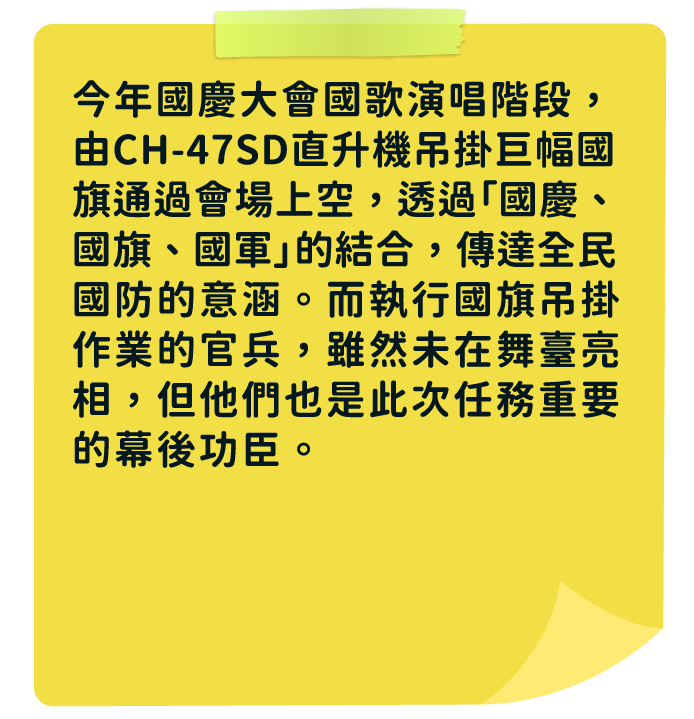 今年國慶大會國歌演唱階段，
由CH-47SD直升機吊掛巨幅國
旗通過會場上空，透過｢國慶、
國旗、國軍｣的結合，傳達全民
國防的意涵。而執行國旗吊掛
作業的官兵，雖然未在舞臺亮
相，但他們也是此次任務重要
的幕後功臣。